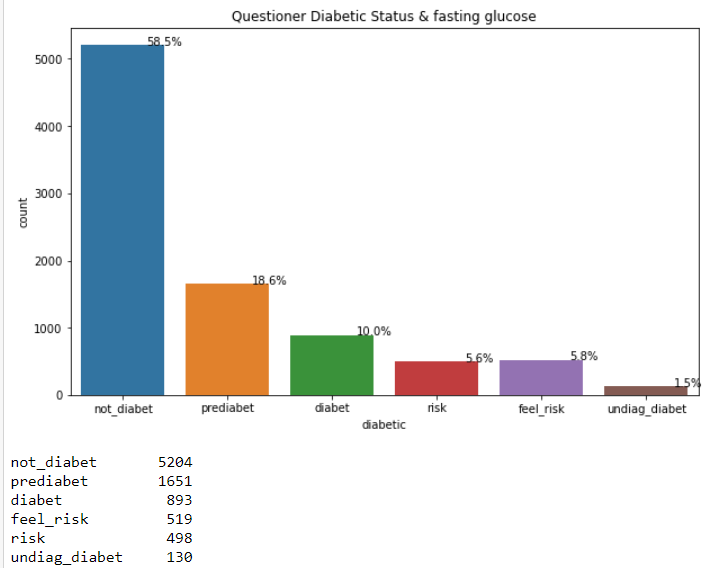 Questioner Diabetic Status & fasting glucose
58.5%
18.6%
10.0%
5.6%
5.8%
1.5%
5000
4000
3000
2000
1000
0
count
not_diabet prediabet diabet risk feel_risk undiag_diabet
diabetic
not_diabet 5204
prediabet 1651
diabet 893
feel_risk 519
risk 498
undiag_diabet 130